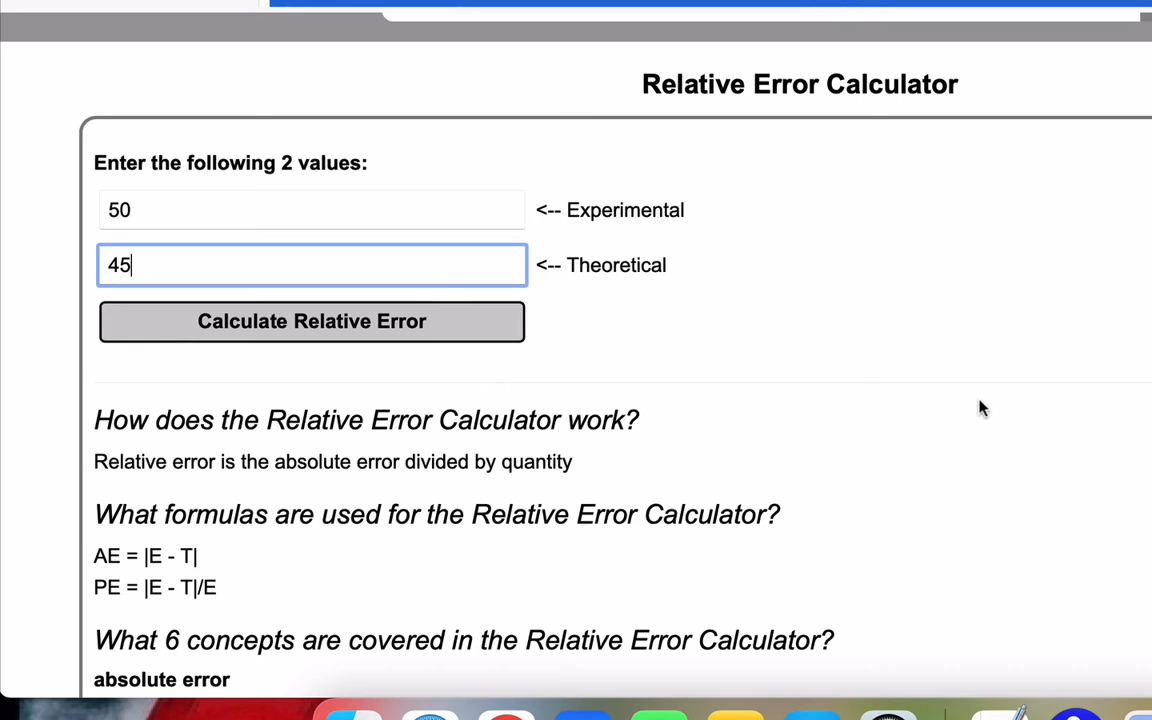 Relative Error Calculator
Enter the following 2 values:
50 <-- Experimental
45 <-- Theoretical
Calculate Relative Error
How does the Relative Error Calculator work?
Relative error is the absolute error divided by quantity
What formulas are used for the Relative Error Calculator?
AE = |E - T|
PE = |E - T|/E
What 6 concepts are covered in the Relative Error Calculator?
absolute error